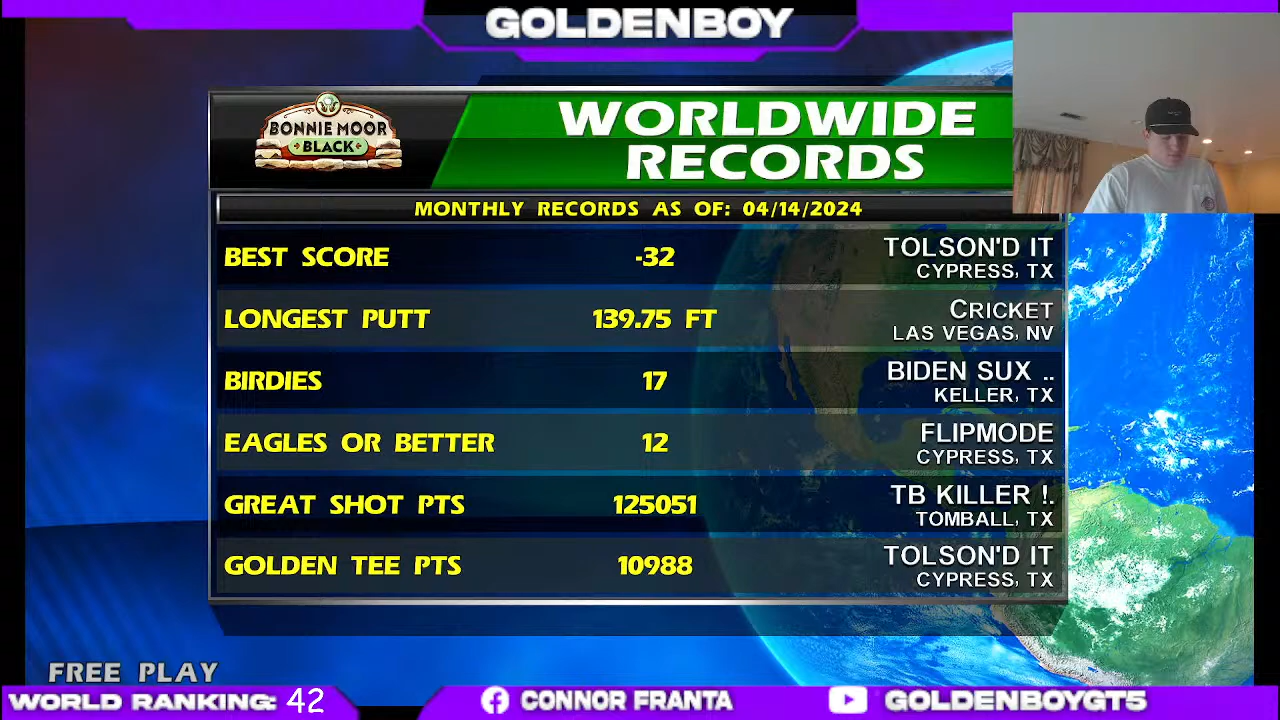 GOLDENBOY
BONNIE MOOR
BLACK
WORLDWIDE
RECORDS
MONTHLY RECORDS AS OF: 04/14/2024
BEST SCORE -32 TOLSON'D IT
CYPRESS, TX
LONGEST PUTT 139.75 FT CRICKET
LAS VEGAS, NV
BIRDIES 17 BIDEN SUX ..
KELLER, TX
EAGLES OR BETTER 12 FLIPMODE
CYPRESS, TX
GREAT SHOT PTS 125051 TB KILLER !.
TOMBALL, TX
GOLDEN TEE PTS 10988 TOLSON'D IT
CYPRESS, TX
FREE PLAY
WORLD RANKING: 42 CONNOR FRANTA GOLDENBOYGT5